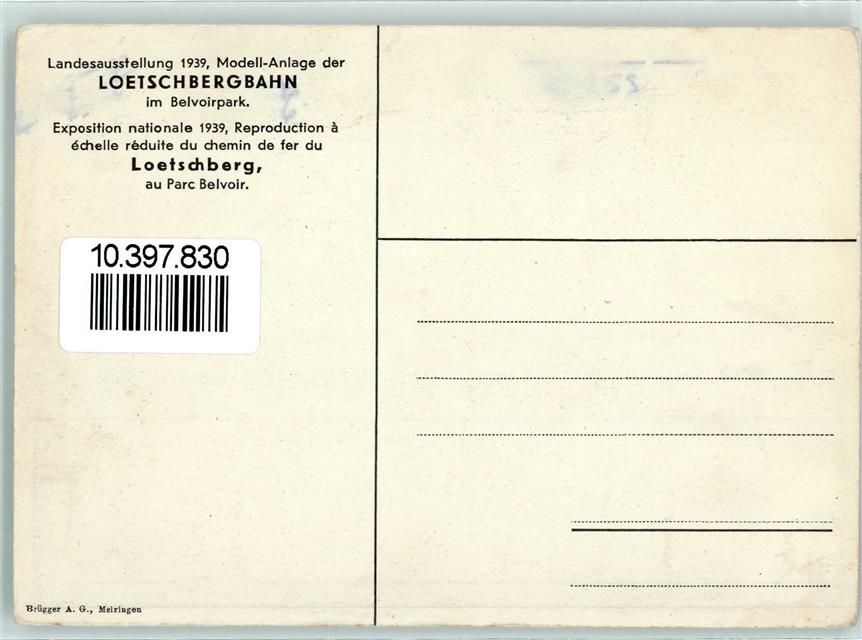 Landesausstellung 1939, Modell-Anlage der
LOETSCHBERGBAHN
im Belvoirpark.
Exposition nationale 1939, Reproduction à
échelle réduite du chemin de fer du
Loetschberg,
au Parc Belvoir.
10.397.830
Brügger A. G., Meiringen